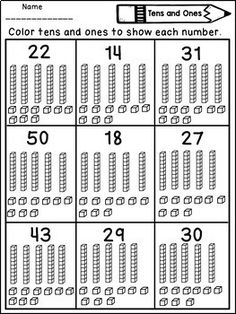 Name
Tens and Ones
Color tens and ones to show each number.
22 14 31
50 18 27
43 29 30